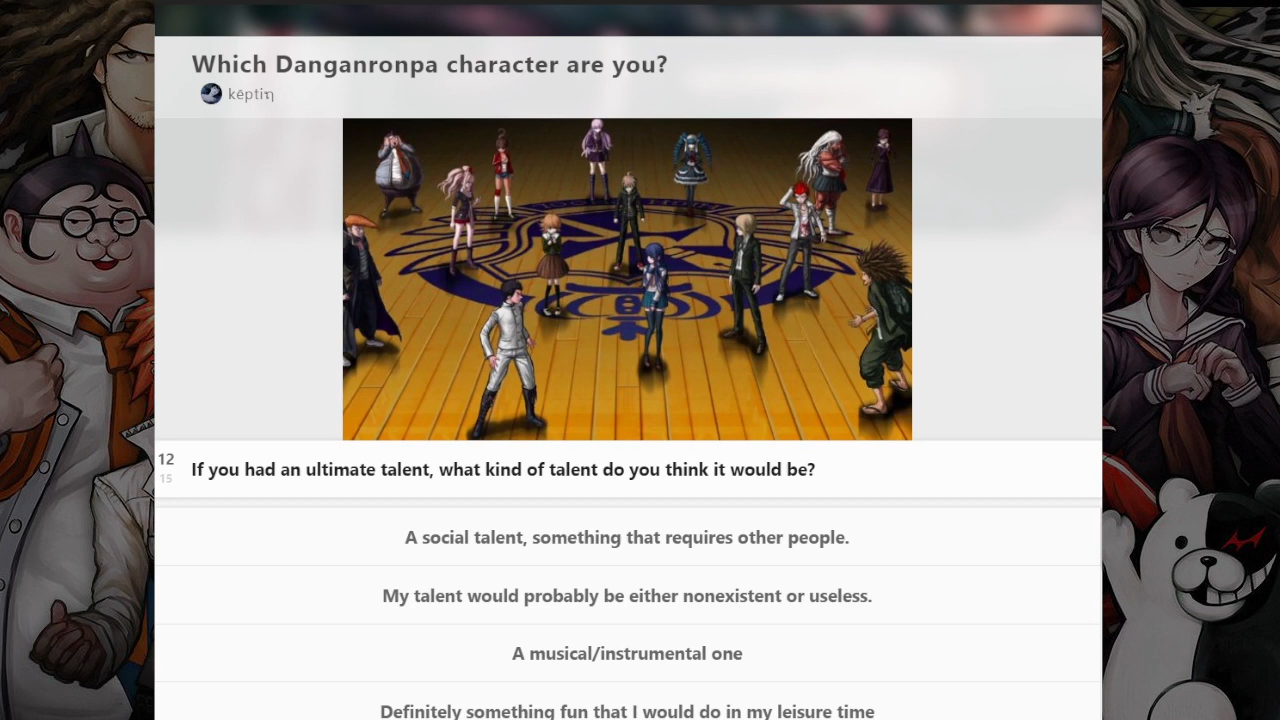 Which Danganronpa character are you?
kēptiɳ
12
15
If you had an ultimate talent, what kind of talent do you think it would be?
A social talent, something that requires other people.
My talent would probably be either nonexistent or useless.
A musical/instrumental one
Definitely something fun that I would do in my leisure time